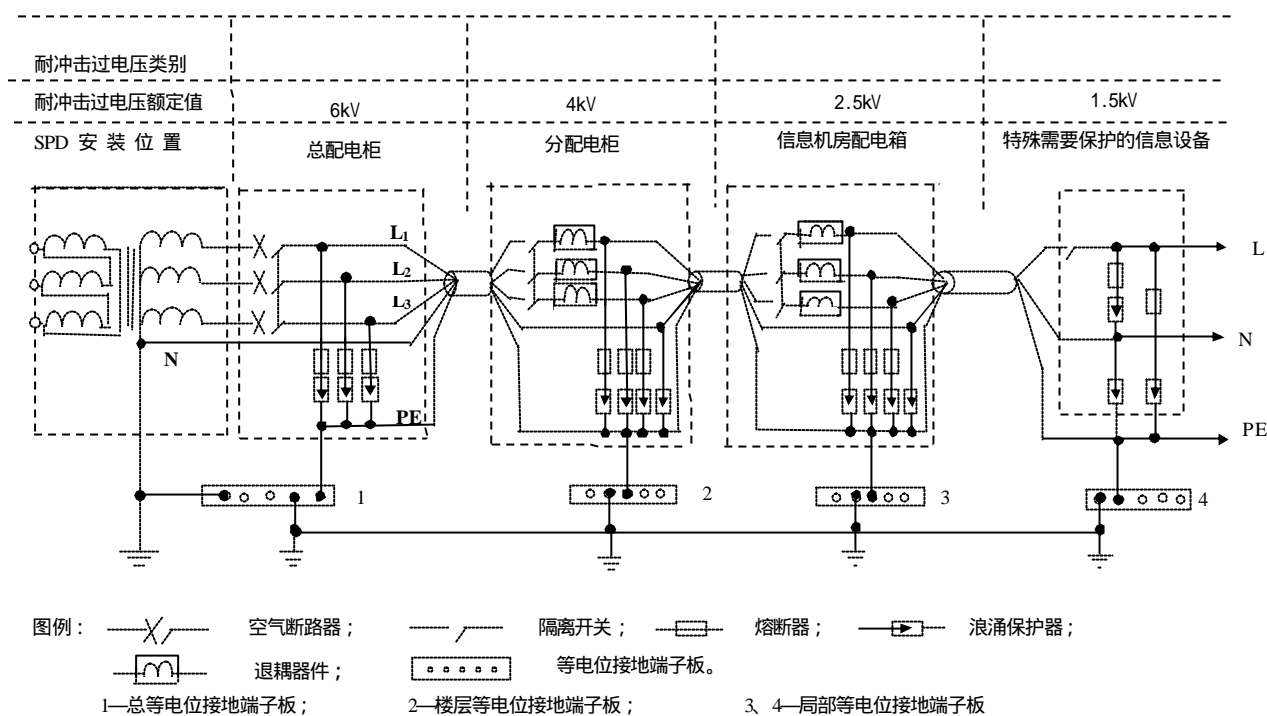 耐冲击过电压类别
耐冲击过电压额定值 6kV 4kV 2.5kV 1.5kV
SPD 安 装 位 置 总配电柜 分配电柜 信息机房配电箱 特殊需要保护的信息设备
L1
L2
L3
N
PE
L
N
PE
1 2 3 4
图例： 空气断路器； 隔离开关； 熔断器； 浪涌保护器；
退耦器件； 等电位接地端子板。
1—总等电位接地端子板； 2—楼层等电位接地端子板； 3、4—局部等电位接地端子板